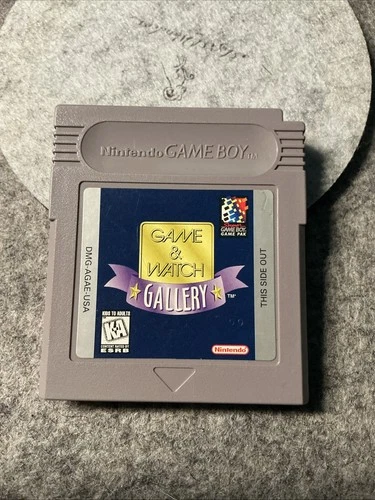 Nintendo GAME BOY TM
GAME BOY
GAME PAK
GAME
&
WATCH
GALLERY TM
DMG-AGAE-USA
THIS SIDE OUT
KIDS TO ADULTS
K-A
CONTENT RATED BY
ESRB
Nintendo